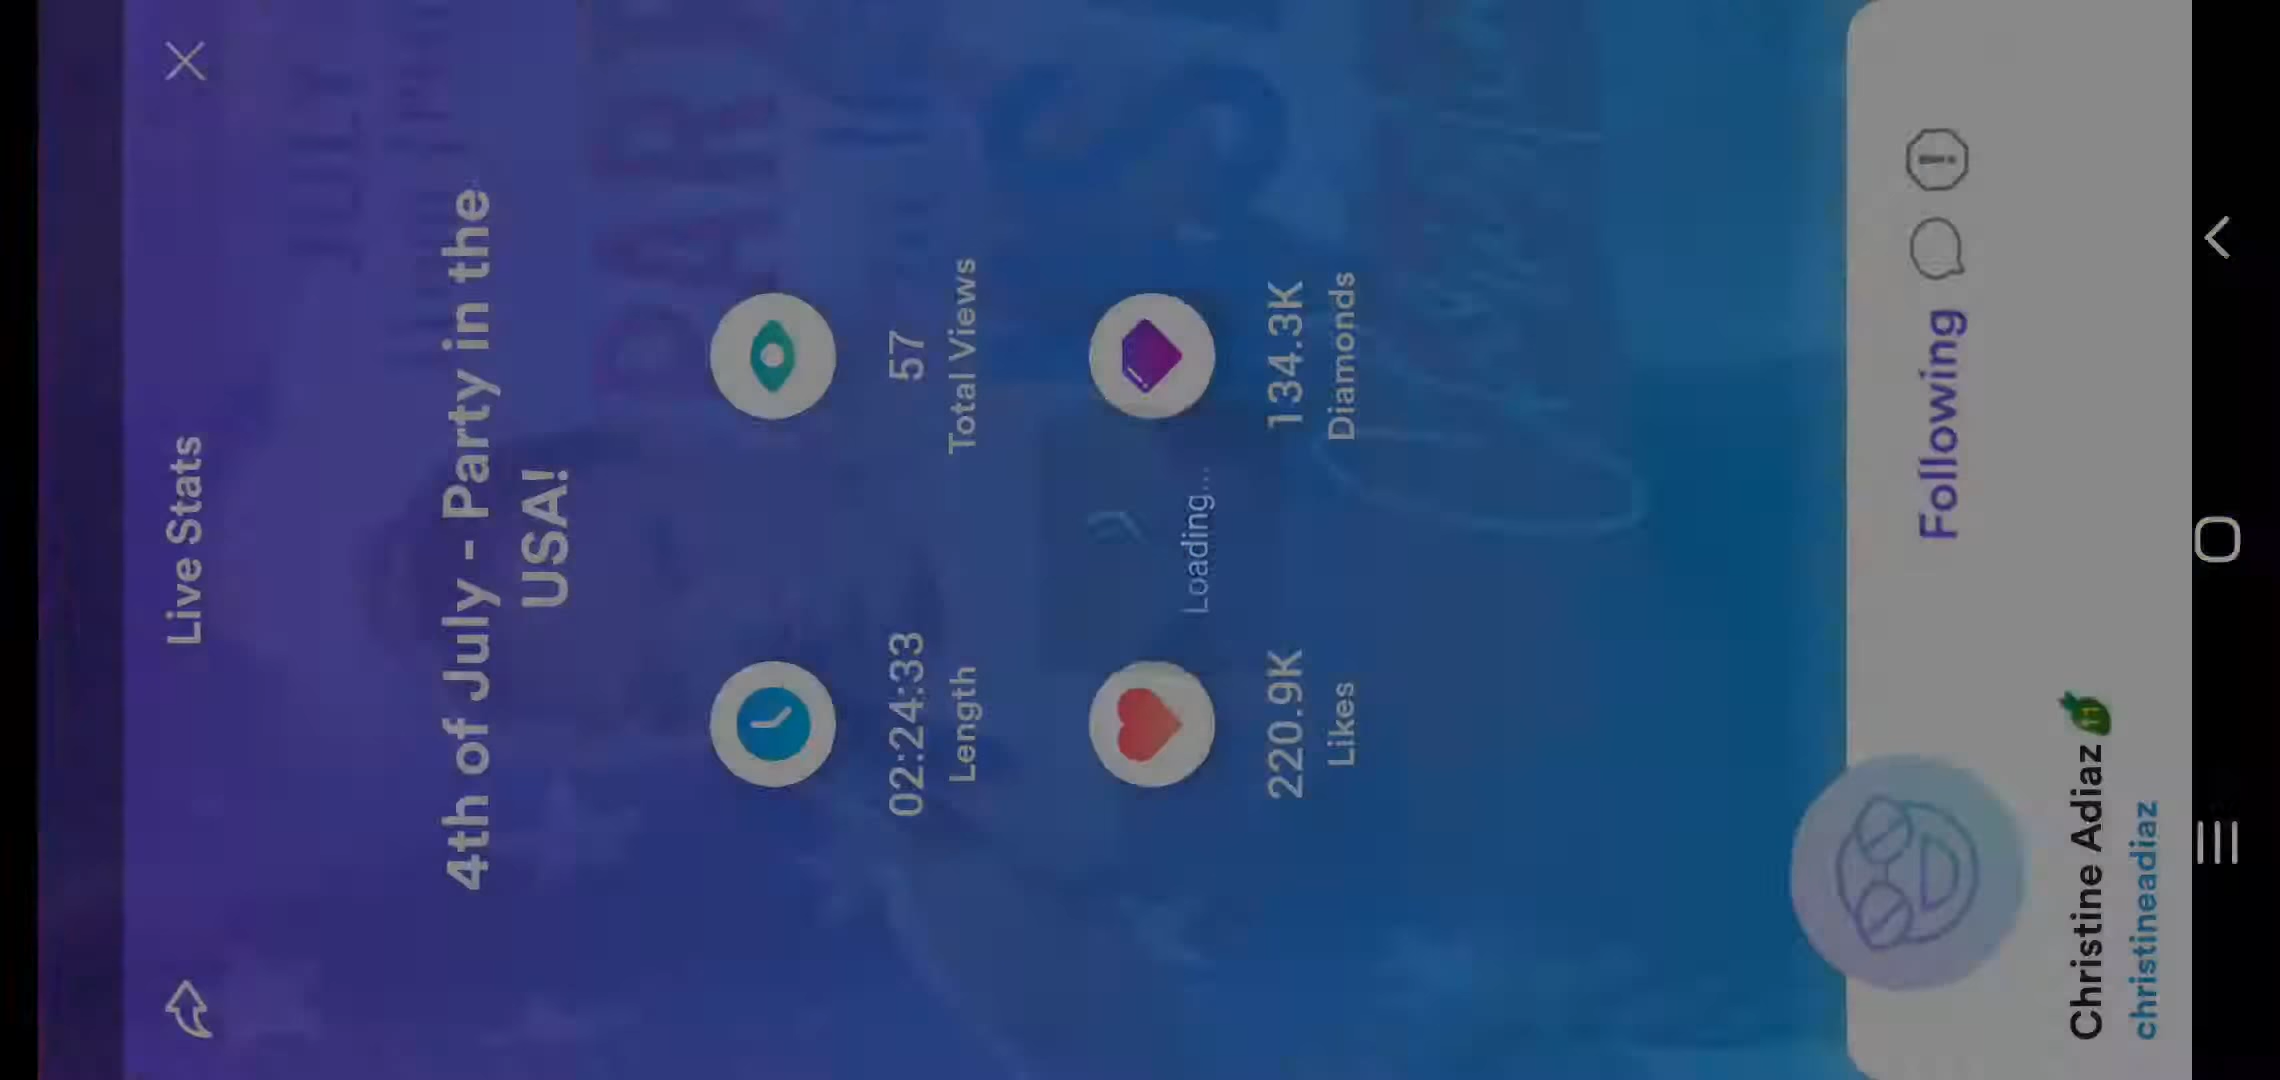 Live Stats
4th of July - Party in the
USA!
02:24:33
Length
57
Total Views
Loading...
220.9K
Likes
134.3K
Diamonds
Following
Christine Adiaz
11
christineadiaz